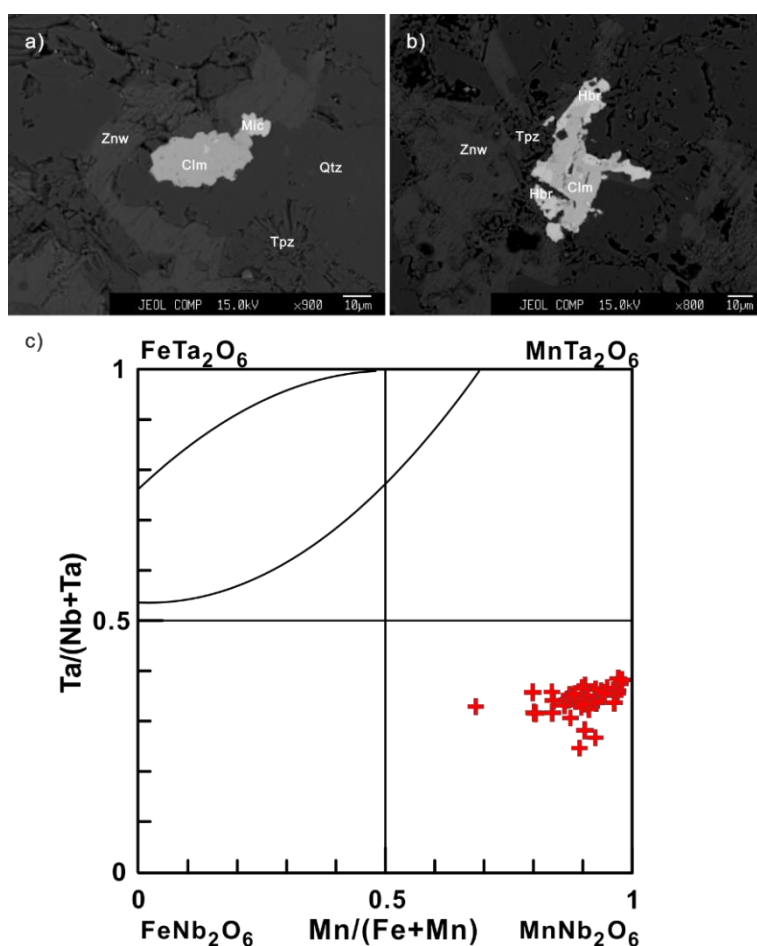 a)
Znw
Mic
Clm
Qtz
Tpz
JEOL COMP 15.0kV ×900 10μm
b)
Hbr
Tpz
Znw
Clm
Hbr
JEOL COMP 15.0kV ×800 10μm
c)
FeTa₂O₆
MnTa₂O₆
1
Ta/(Nb+Ta)
0.5
0
0
0.5
1
FeNb₂O₆
Mn/(Fe+Mn)
MnNb₂O₆